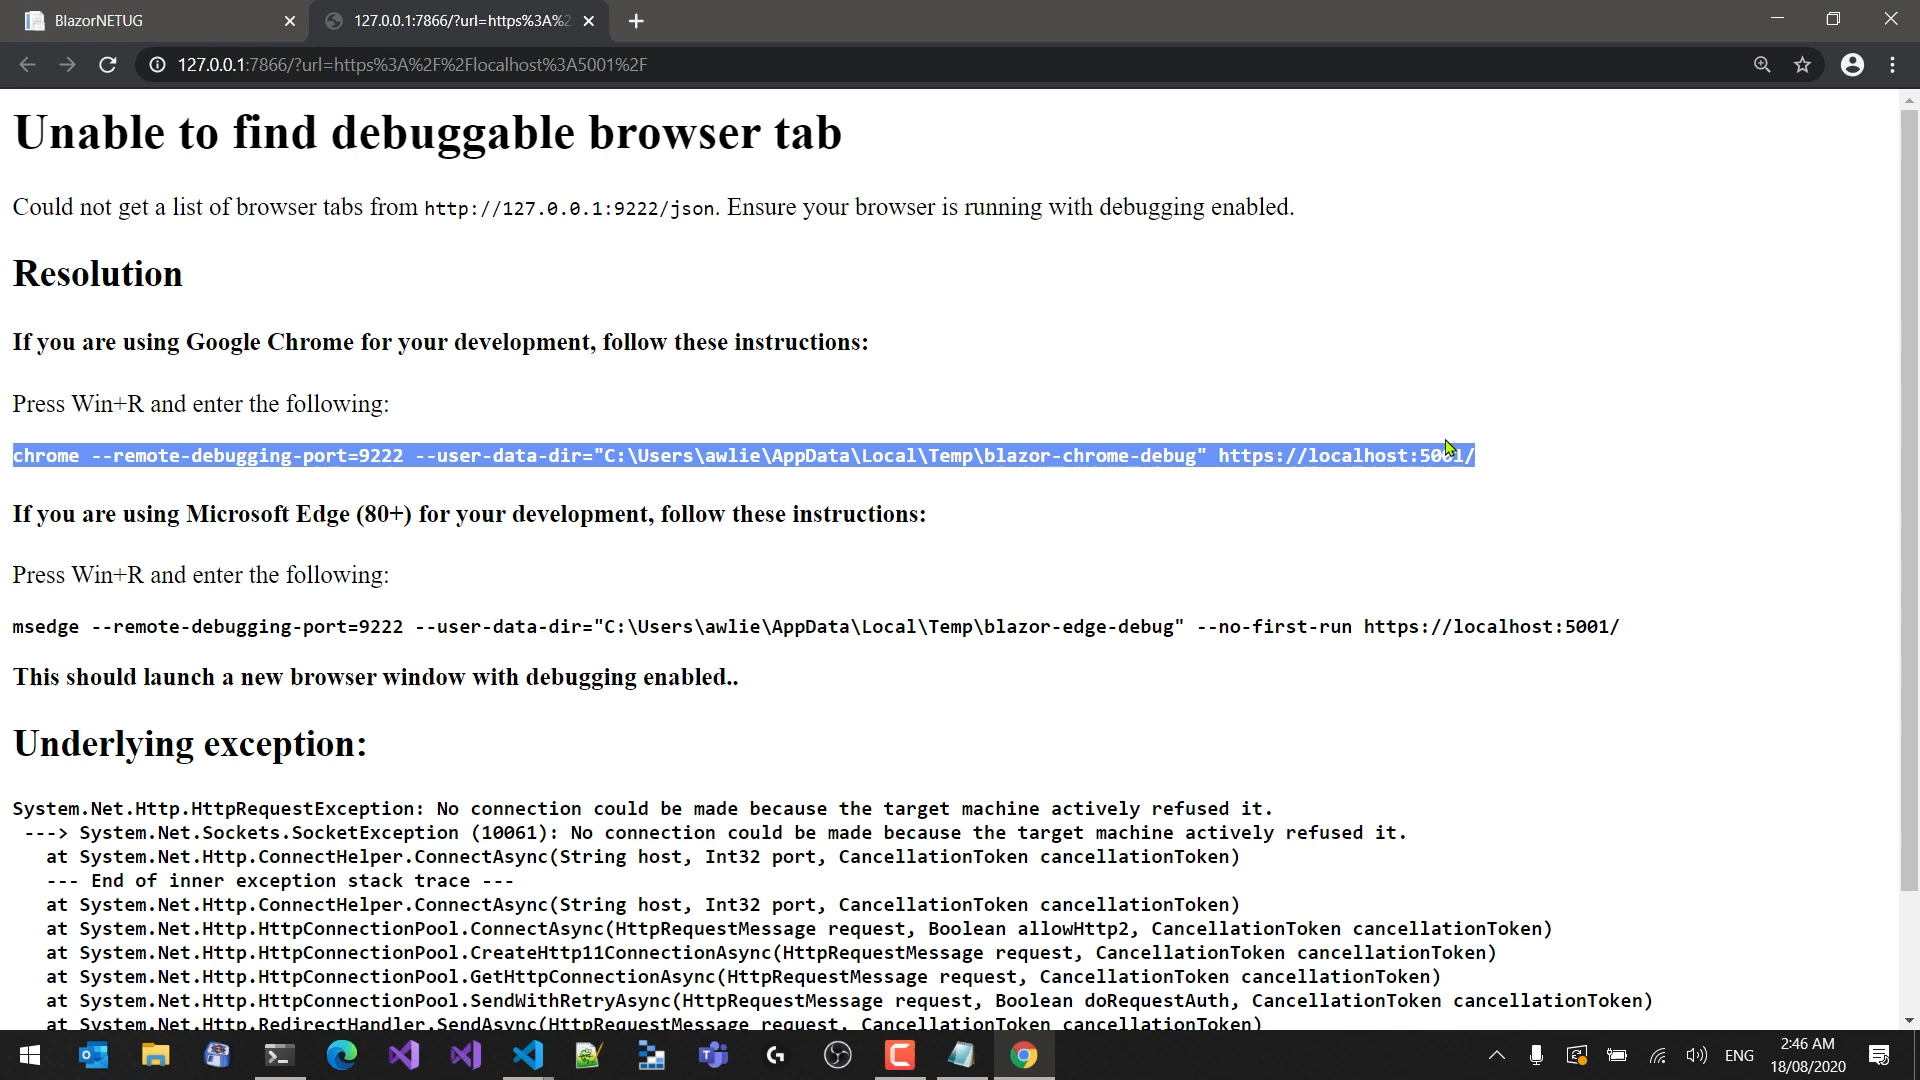 BlazorNETUG
127.0.0.1:7866/?url=https%3A%2
127.0.0.1:7866/?url=https%3A%2F%2Flocalhost%3A5001%2F
Unable to find debuggable browser tab
Could not get a list of browser tabs from http://127.0.0.1:9222/json. Ensure your browser is running with debugging enabled.
Resolution
If you are using Google Chrome for your development, follow these instructions:
Press Win+R and enter the following:
chrome --remote-debugging-port=9222 --user-data-dir="C:\Users\awlie\AppData\Local\Temp\blazor-chrome-debug" https://localhost:5001/
If you are using Microsoft Edge (80+) for your development, follow these instructions:
Press Win+R and enter the following:
msedge --remote-debugging-port=9222 --user-data-dir="C:\Users\awlie\AppData\Local\Temp\blazor-edge-debug" --no-first-run https://localhost:5001/
This should launch a new browser window with debugging enabled..
Underlying exception:
System.Net.Http.HttpRequestException: No connection could be made because the target machine actively refused it.
---> System.Net.Sockets.SocketException (10061): No connection could be made because the target machine actively refused it.
at System.Net.Http.ConnectHelper.ConnectAsync(String host, Int32 port, CancellationToken cancellationToken)
--- End of inner exception stack trace ---
at System.Net.Http.ConnectHelper.ConnectAsync(String host, Int32 port, CancellationToken cancellationToken)
at System.Net.Http.HttpConnectionPool.ConnectAsync(HttpRequestMessage request, Boolean allowHttp2, CancellationToken cancellationToken)
at System.Net.Http.HttpConnectionPool.CreateHttp11ConnectionAsync(HttpRequestMessage request, CancellationToken cancellationToken)
at System.Net.Http.HttpConnectionPool.GetHttpConnectionAsync(HttpRequestMessage request, CancellationToken cancellationToken)
at System.Net.Http.HttpConnectionPool.SendWithRetryAsync(HttpRequestMessage request, Boolean doRequestAuth, CancellationToken cancellationToken)
at System.Net.Http.RedirectHandler.SendAsync(HttpRequestMessage request, CancellationToken cancellationToken)
ENG
2:46 AM
18/08/2020